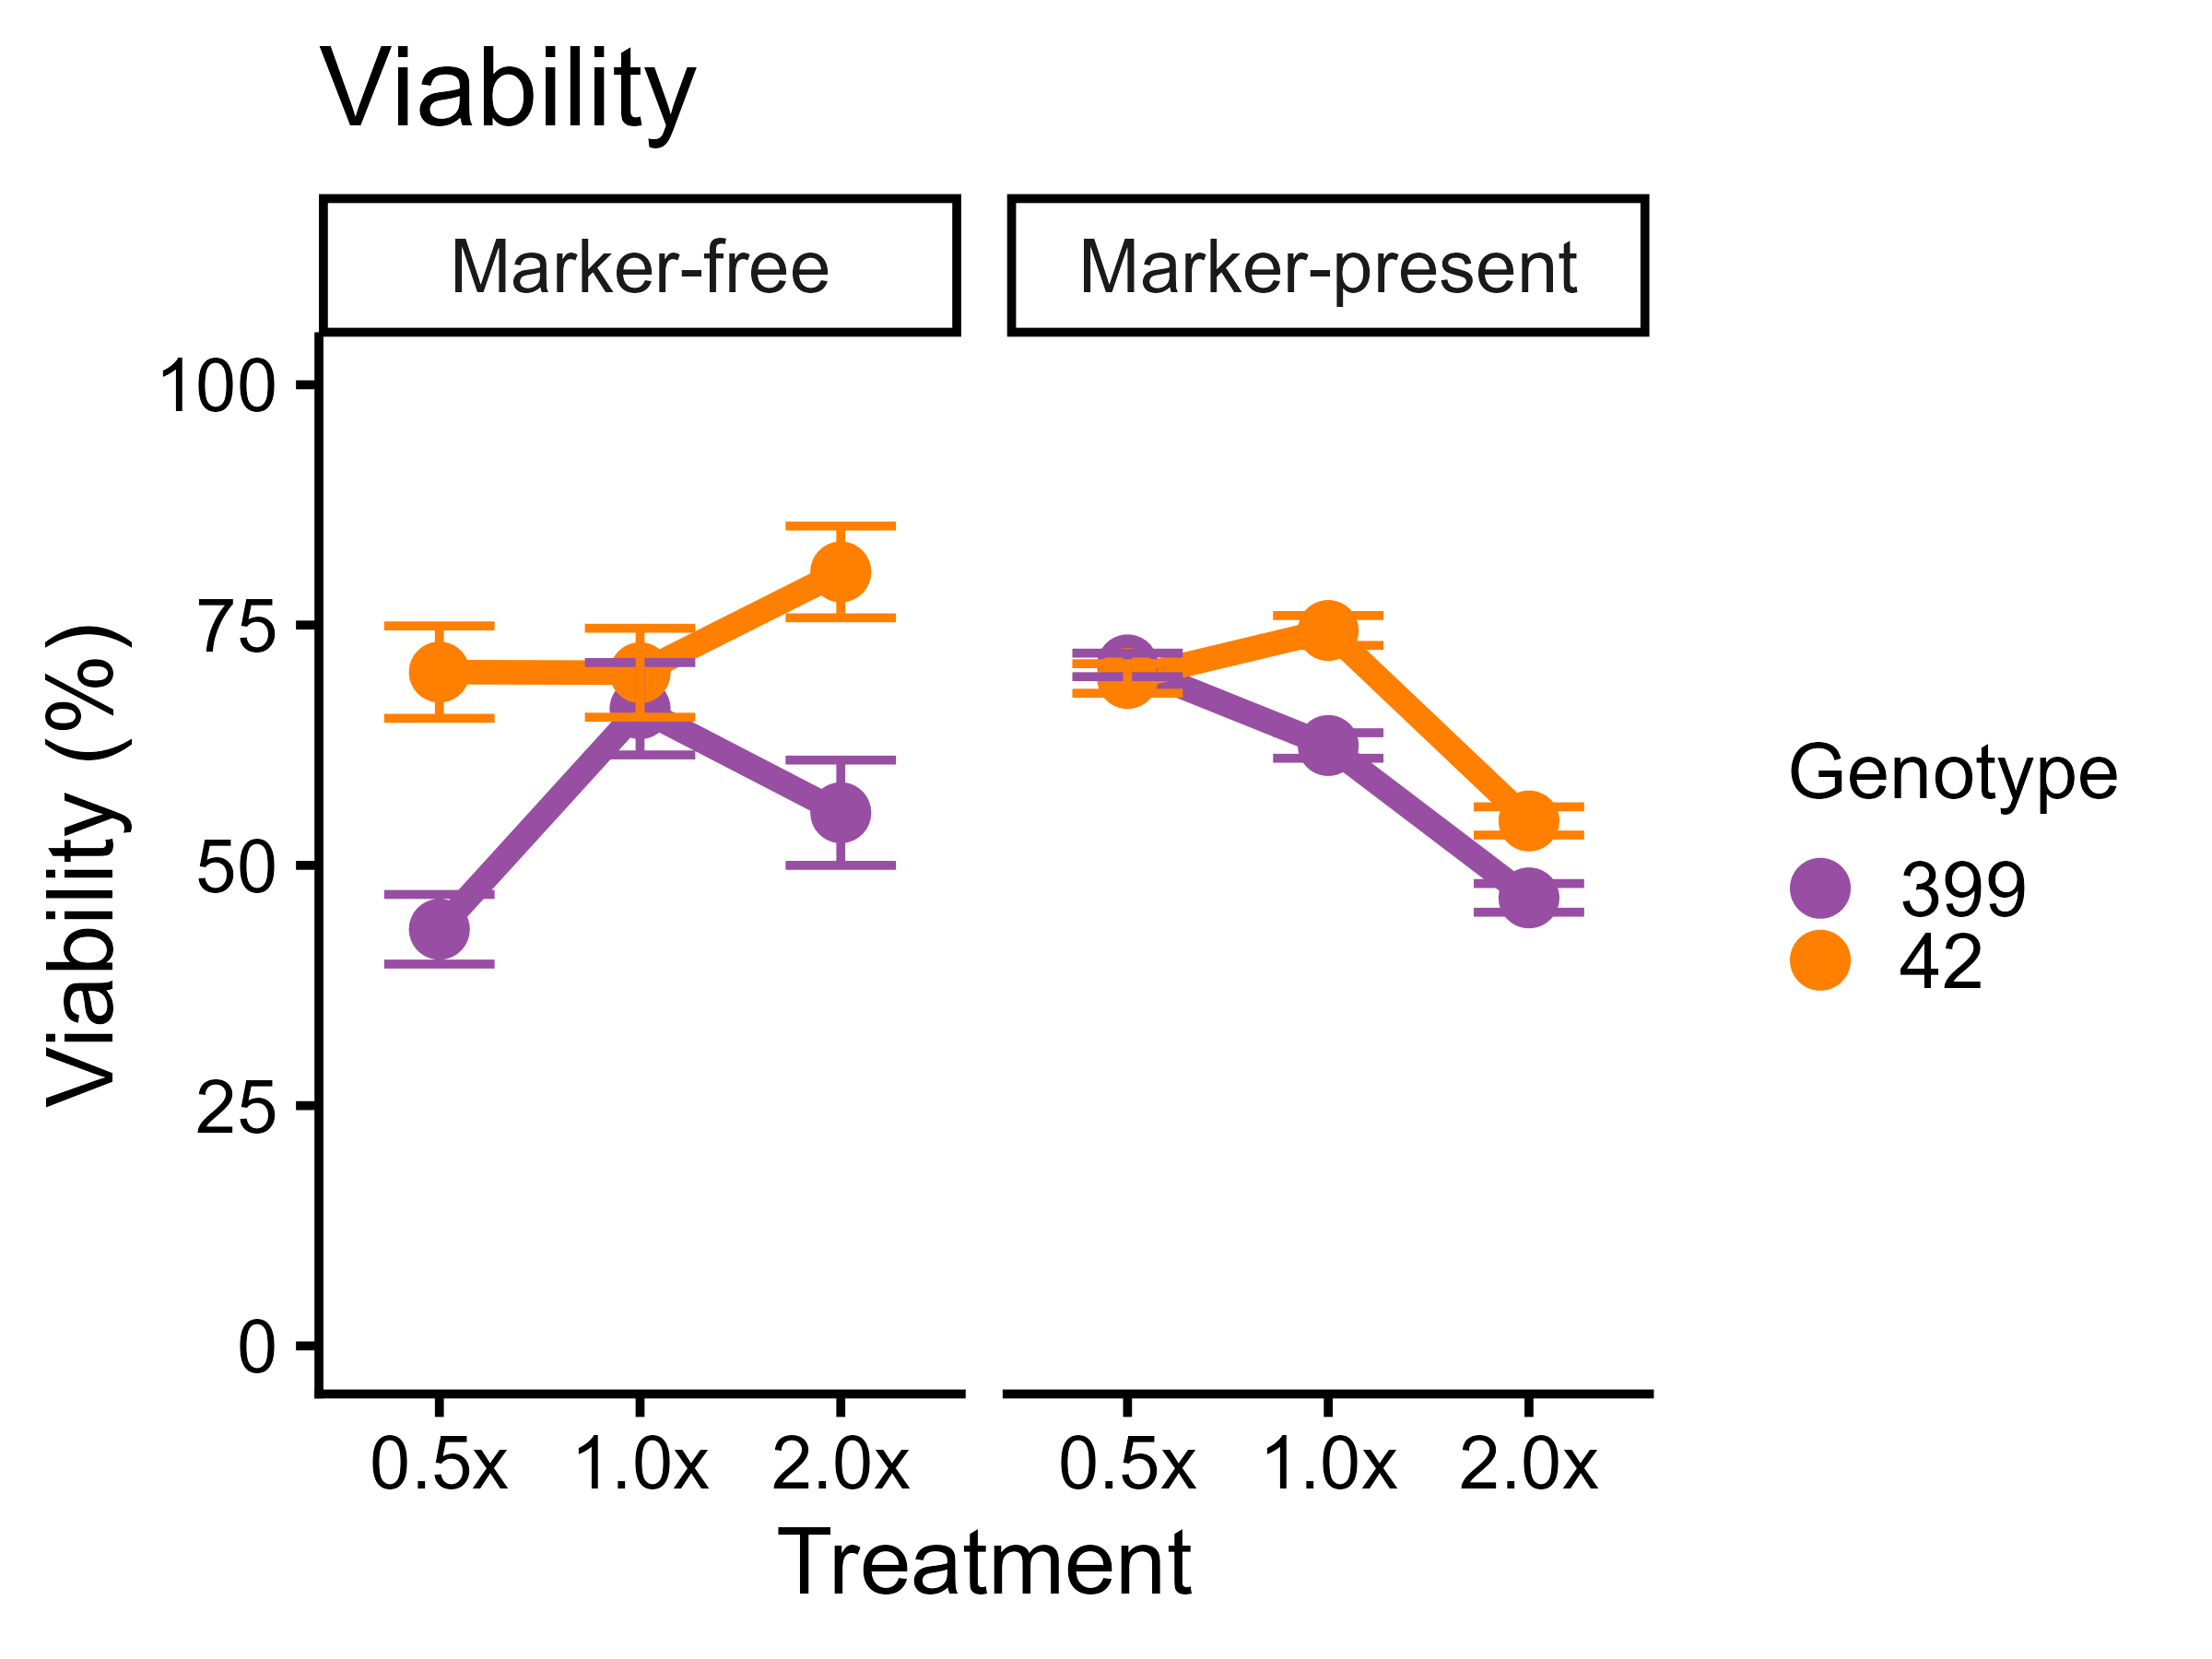 Viability
Marker-free
Marker-present
Viability (%)
100
75
50
25
0
0.5x 1.0x 2.0x
0.5x 1.0x 2.0x
Treatment
Genotype
399
42